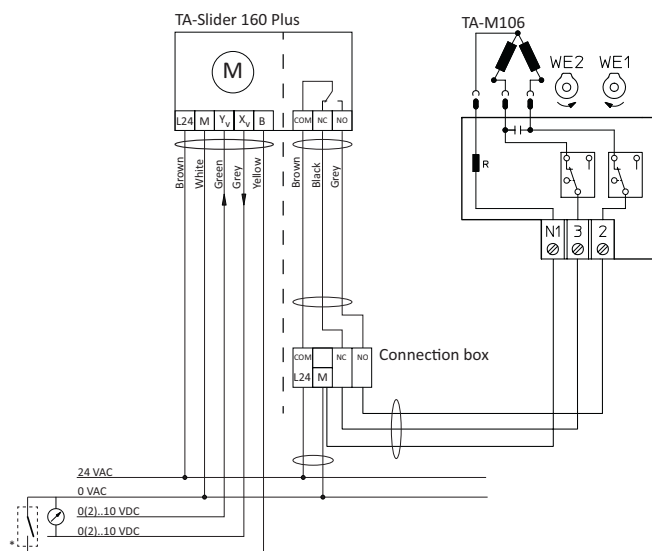 TA-Slider 160 Plus
TA-M106
M
WE2 WE1
L24 M Yv Xv B
COM NC NO
Brown
White
Green
Grey
Yellow
Brown
Black
Grey
R
N1 3 2
COM NC NO
L24 M
Connection box
24 VAC
0 VAC
0(2)..10 VDC
0(2)..10 VDC
*